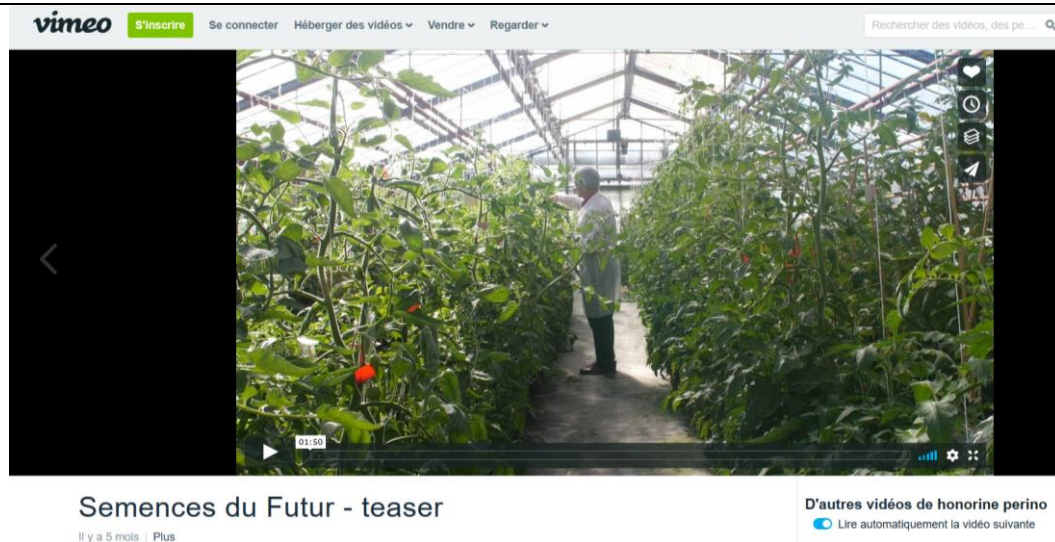 vimeo S'inscrire Se connecter Héberger des vidéos Vendre Regarder Rechercher des vidéos, des pe...
01:50
Semences du Futur - teaser
Il y a 5 mois | Plus
D'autres vidéos de honorine perino
Lire automatiquement la vidéo suivante